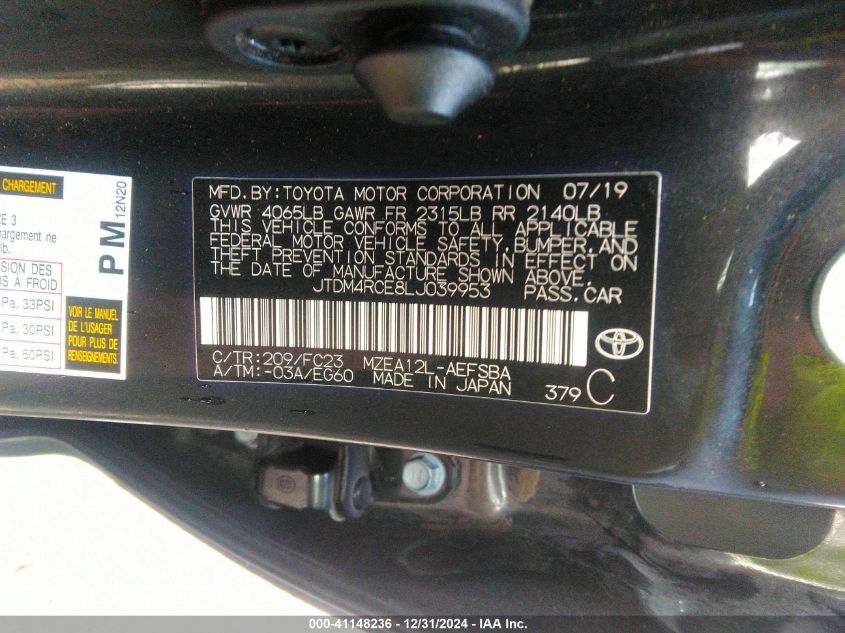 CHARGEMENT
RE 3
hargement ne
lb.
SION DES
S À FROID
Pa, 33PSI
Pa, 30PSI
Pa, 60PSI
VOIR LE MANUEL
DE L'USAGER
POUR PLUS DE
RENSEIGNEMENTS
PM
12N20
MFD. BY: TOYOTA MOTOR CORPORATION 07/19
GVWR 4065LB GAWR FR 2315LB RR 2140LB
THIS VEHICLE CONFORMS TO ALL APPLICABLE
FEDERAL MOTOR VEHICLE SAFETY, BUMPER, AND
THEFT PREVENTION STANDARDS IN EFFECT ON
THE DATE OF MANUFACTURE SHOWN ABOVE.
JTDM4RCE8LJ039953 PASS. CAR
C/TR: 209/FC23 MZEA12L-AEFSBA
A/TM: -03A/EG60 MADE IN JAPAN
379 C
000-41148236 - 12/31/2024 - IAA Inc.